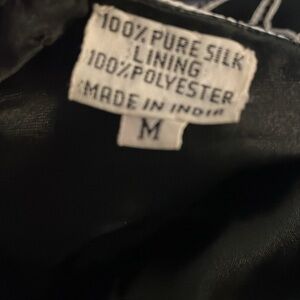 100% PURE SILK
LINING
100% POLYESTER
MADE IN INDIA
M